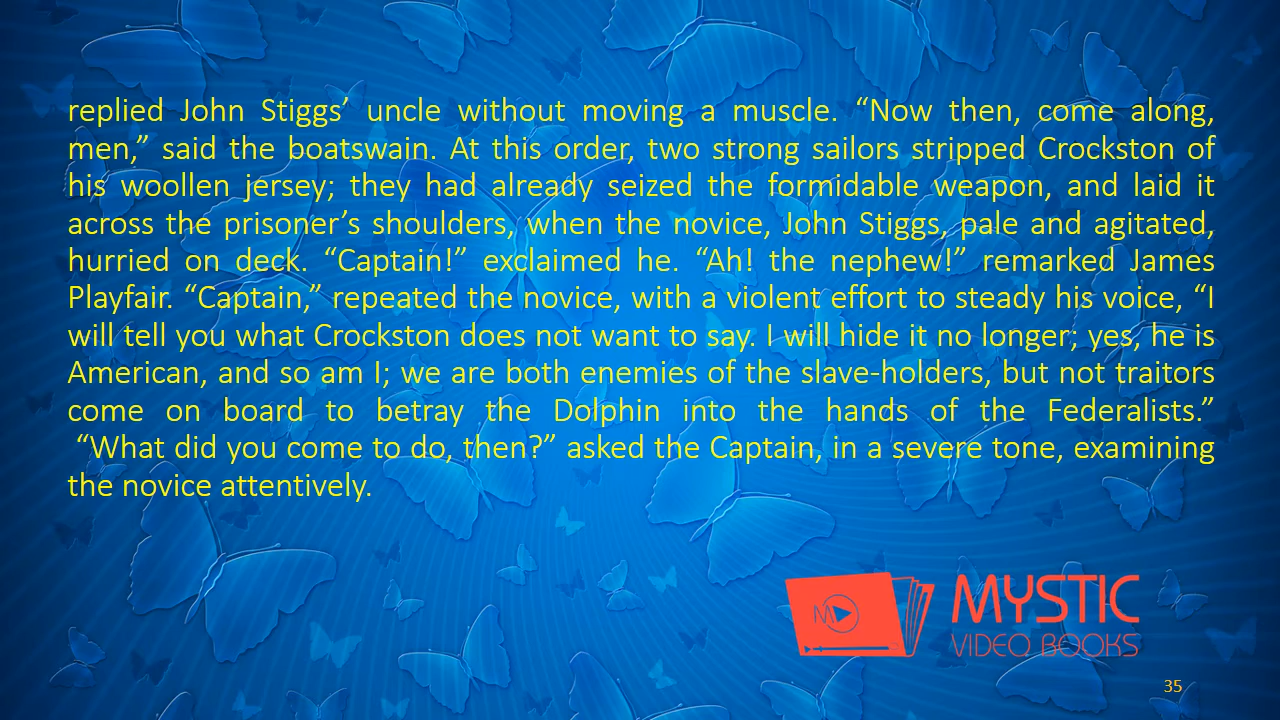 replied John Stiggs’ uncle without moving a muscle. “Now then, come along,
men,” said the boatswain. At this order, two strong sailors stripped Crockston of
his woollen jersey; they had already seized the formidable weapon, and laid it
across the prisoner’s shoulders, when the novice, John Stiggs, pale and agitated,
hurried on deck. “Captain!” exclaimed he. “Ah! the nephew!” remarked James
Playfair. “Captain,” repeated the novice, with a violent effort to steady his voice, “I
will tell you what Crockston does not want to say. I will hide it no longer; yes, he is
American, and so am I; we are both enemies of the slave-holders, but not traitors
come on board to betray the Dolphin into the hands of the Federalists.”
“What did you come to do, then?” asked the Captain, in a severe tone, examining
the novice attentively.
MYSTIC
VIDEO BOOKS
35